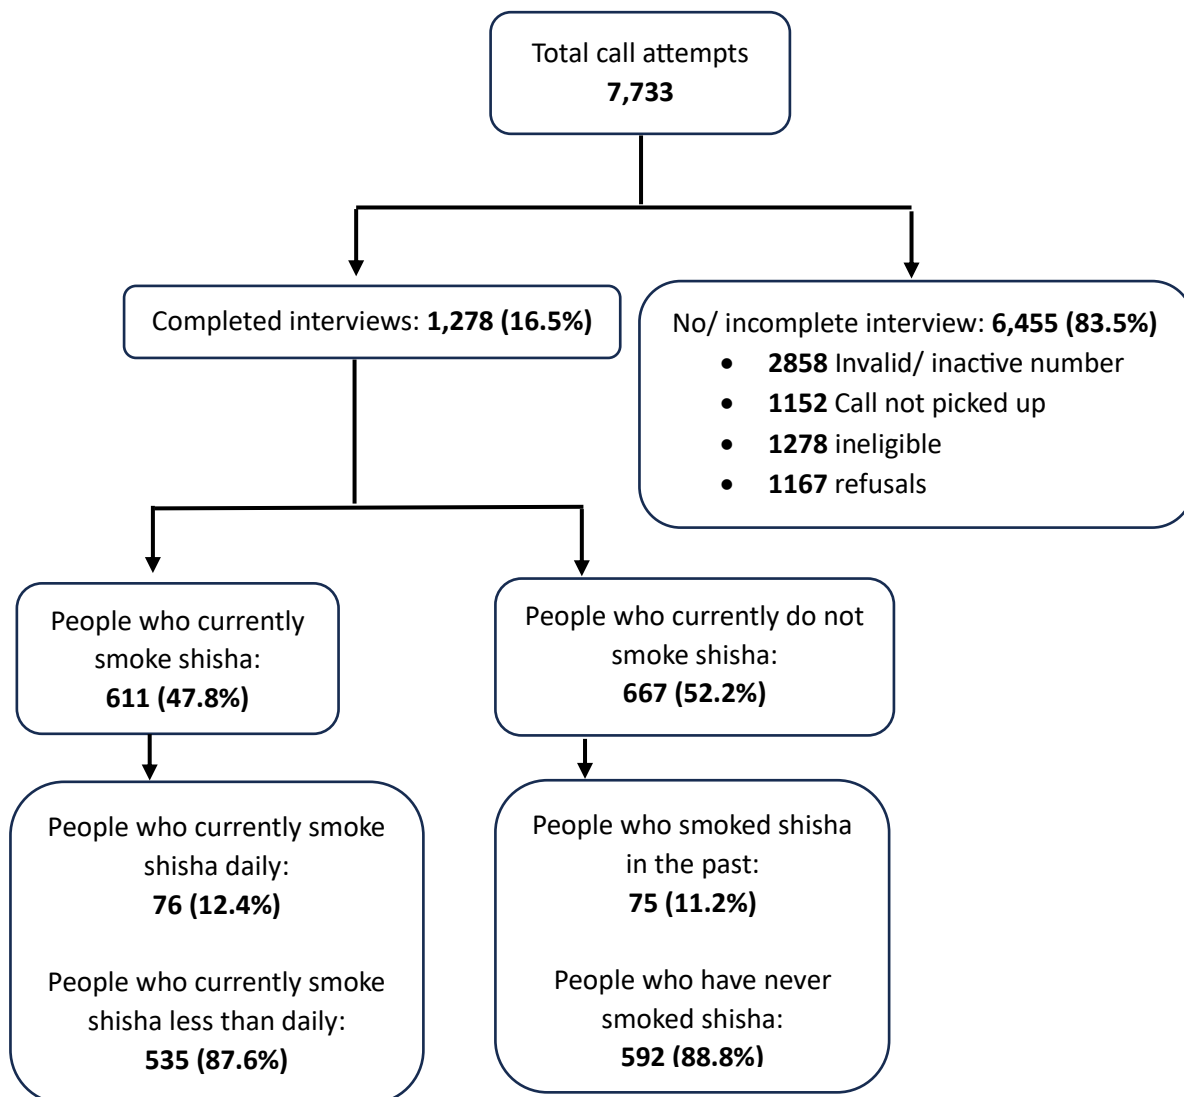 Total call attempts
7,733
Completed interviews: 1,278 (16.5%)
No/ incomplete interview: 6,455 (83.5%)
• 2858 Invalid/ inactive number
• 1152 Call not picked up
• 1278 ineligible
• 1167 refusals
People who currently
smoke shisha:
611 (47.8%)
People who currently do not
smoke shisha:
667 (52.2%)
People who currently smoke
shisha daily:
76 (12.4%)
People who currently smoke
shisha less than daily:
535 (87.6%)
People who smoked shisha
in the past:
75 (11.2%)
People who have never
smoked shisha:
592 (88.8%)